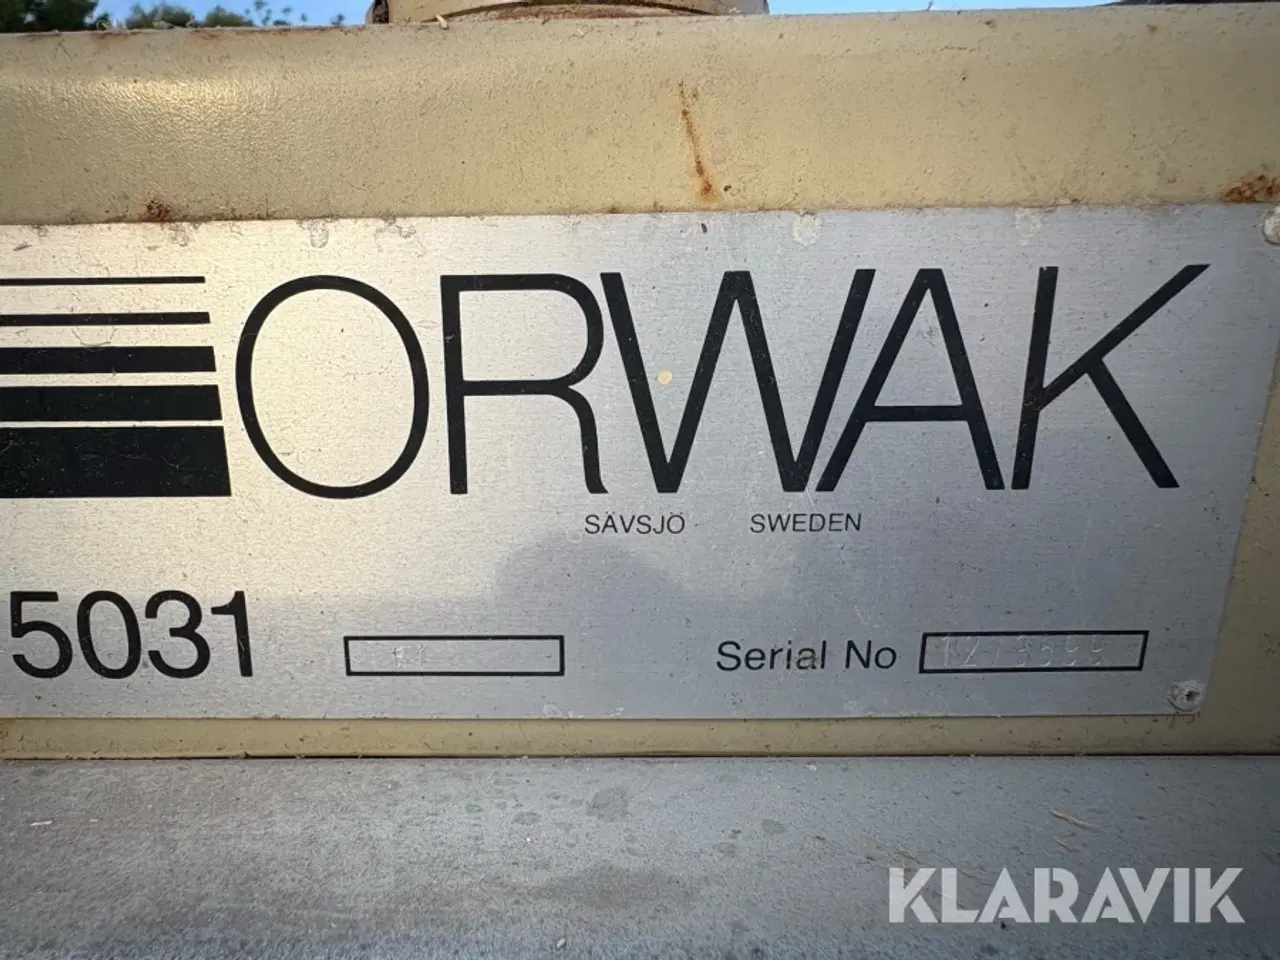 ORWAK
SÄVSJÖ SWEDEN
5031
Serial No
KLARAVIK